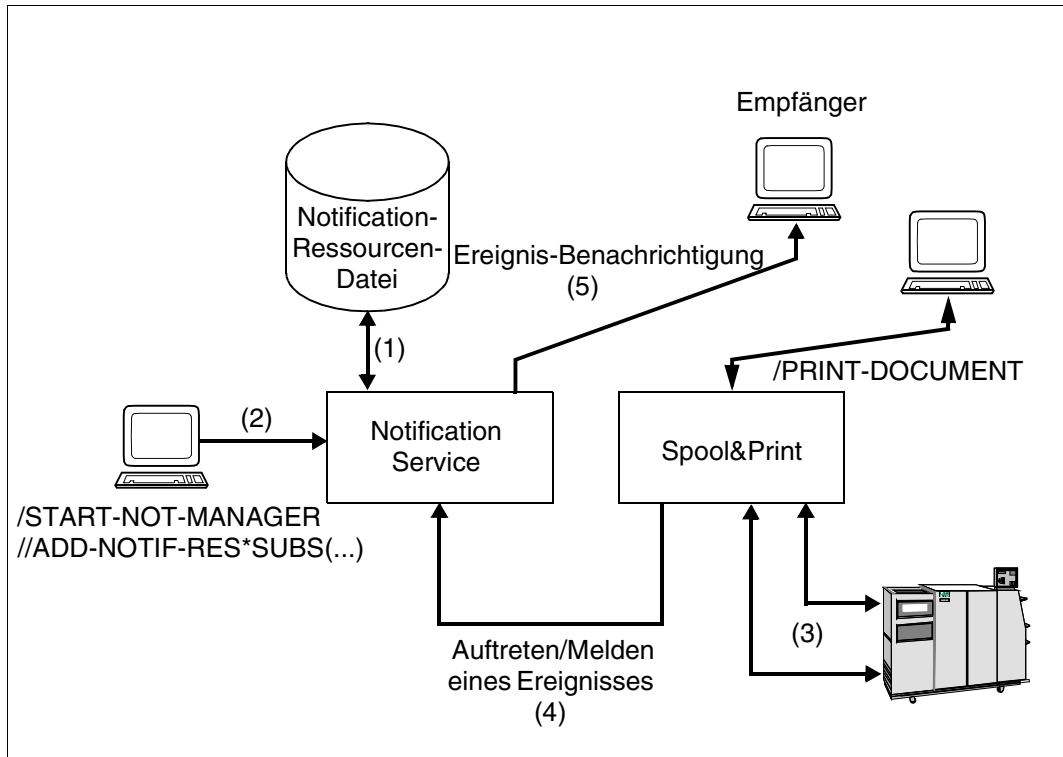 Empfänger
Notification-
Ressourcen-
Datei
Ereignis-Benachrichtigung
(5)
(1)
/PRINT-DOCUMENT
(2)
Notification
Service
Spool&Print
/START-NOT-MANAGER
//ADD-NOTIF-RES*SUBS(...)
(3)
Auftreten/Melden
eines Ereignisses
(4)